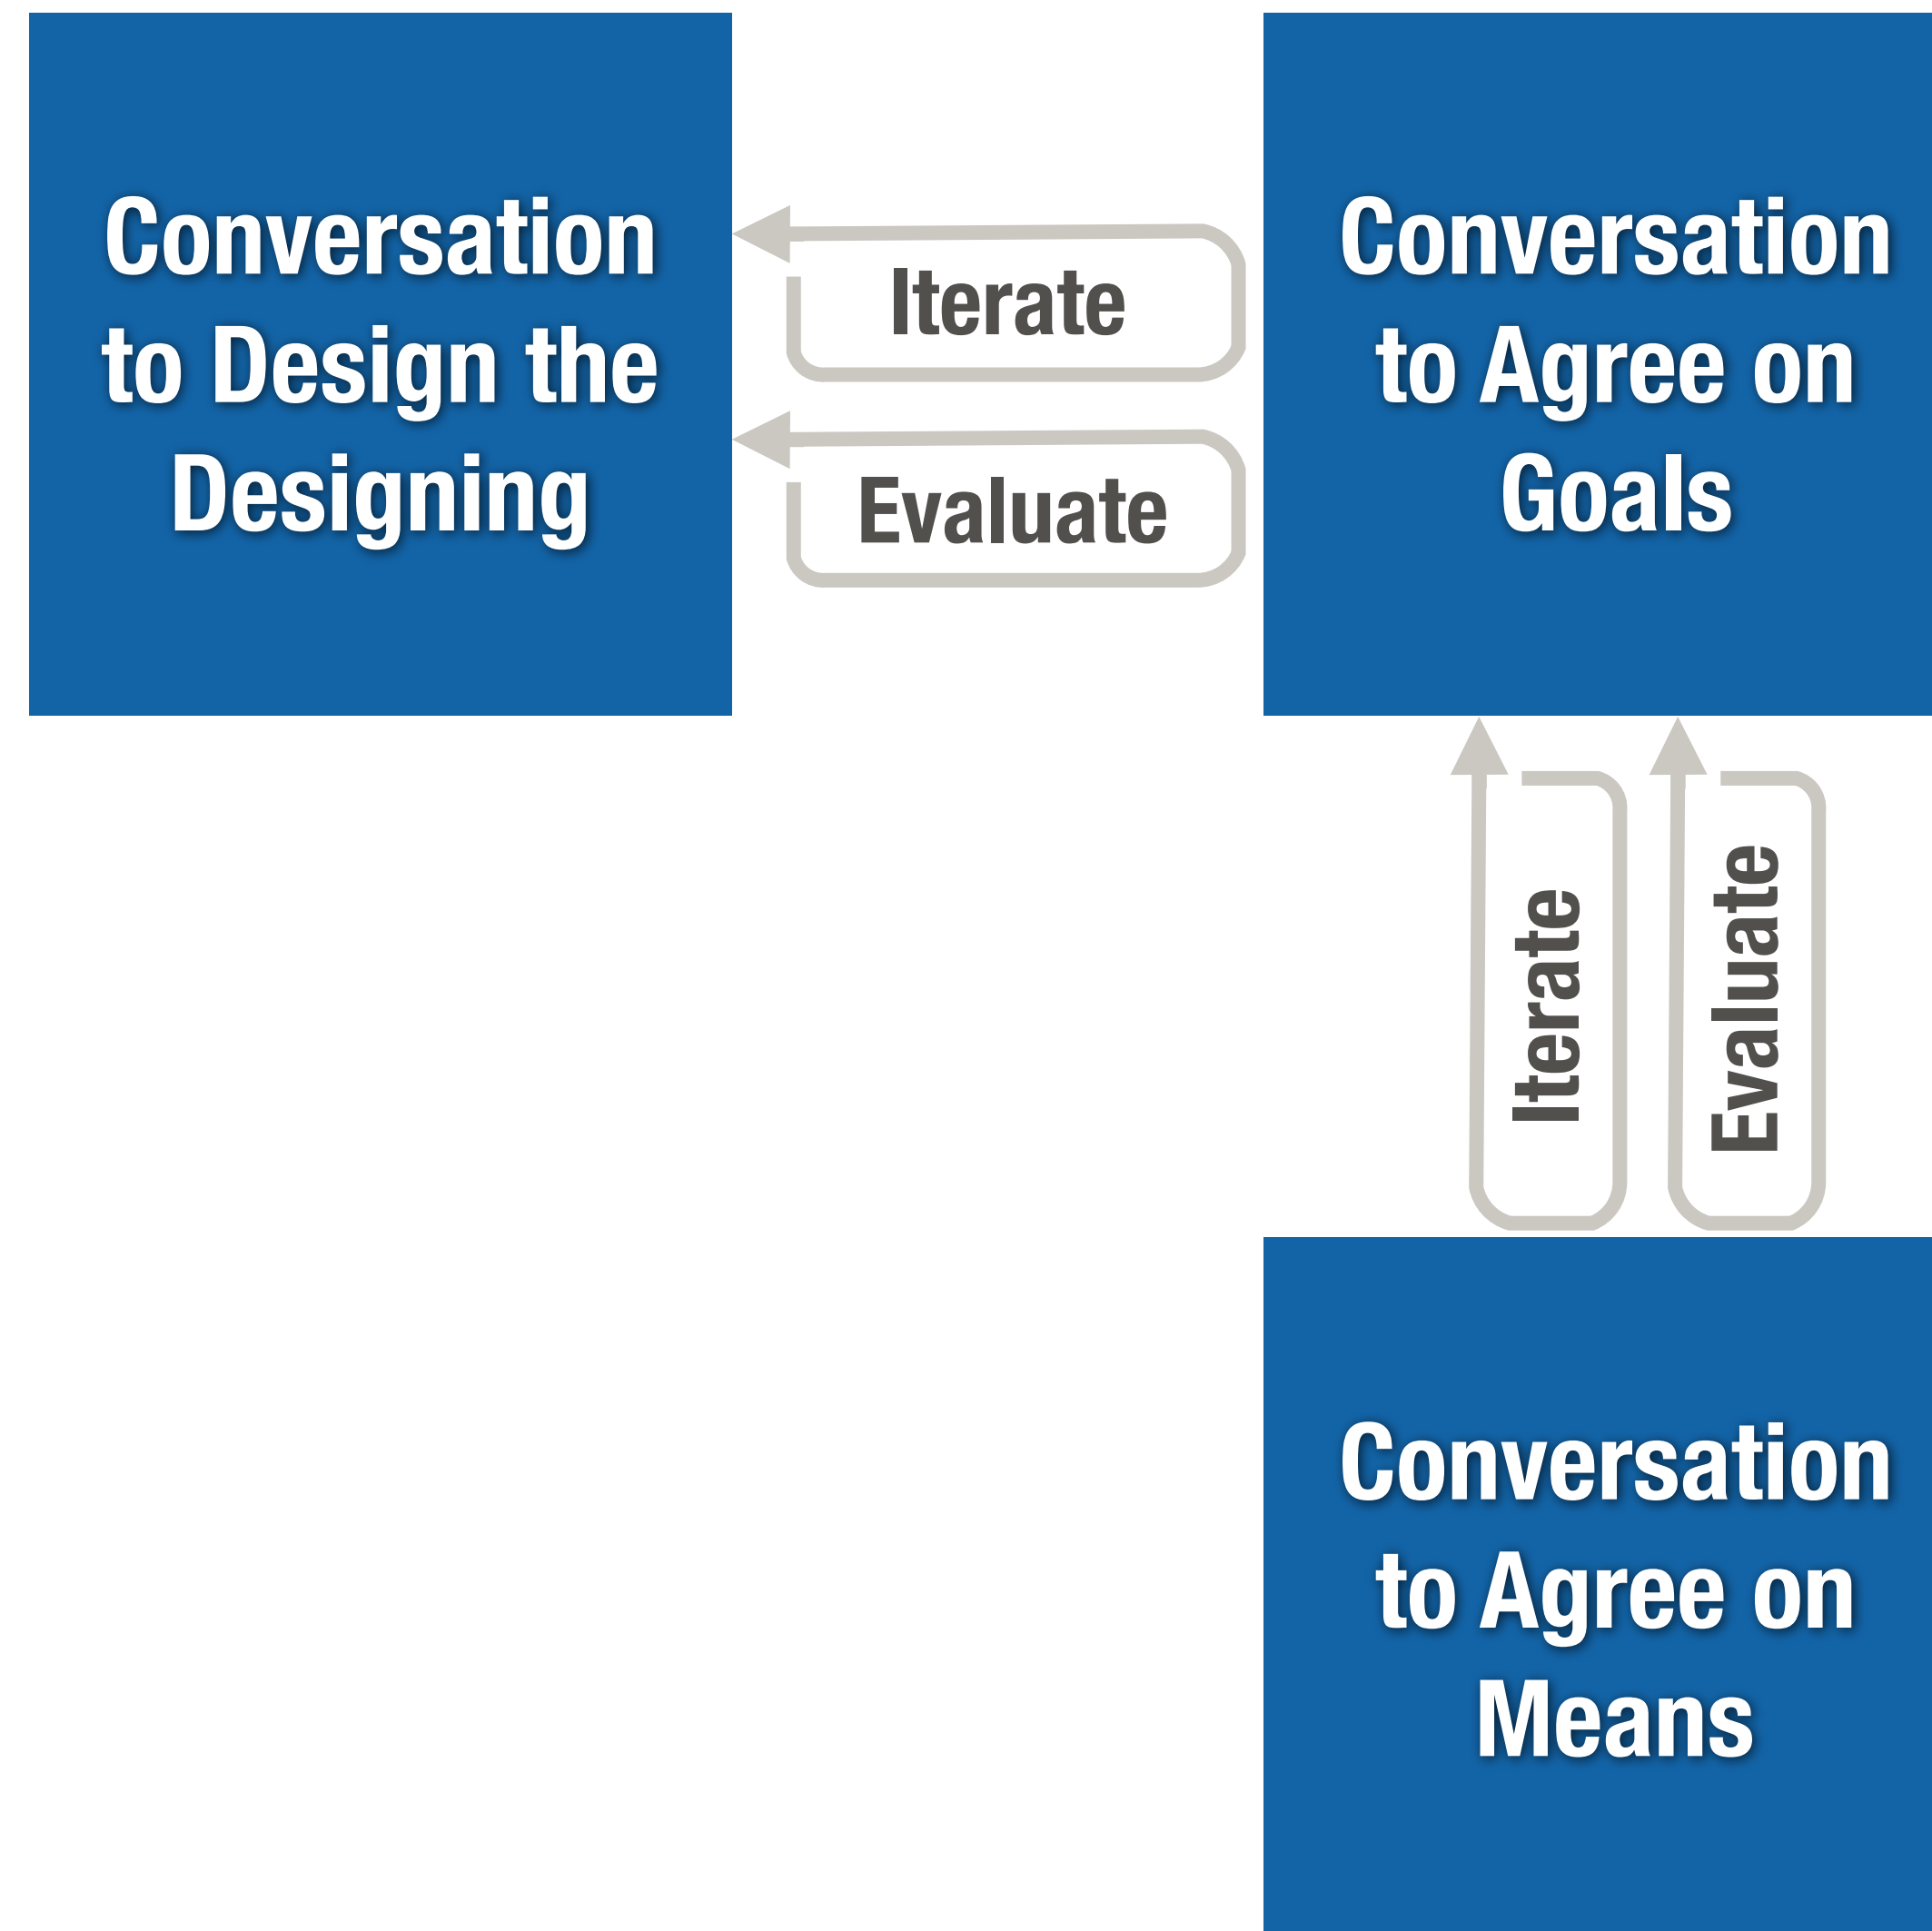 Conversation
to Design the
Designing
Iterate
Evaluate
Conversation
to Agree on
Goals
Iterate
Evaluate
Conversation
to Agree on
Means